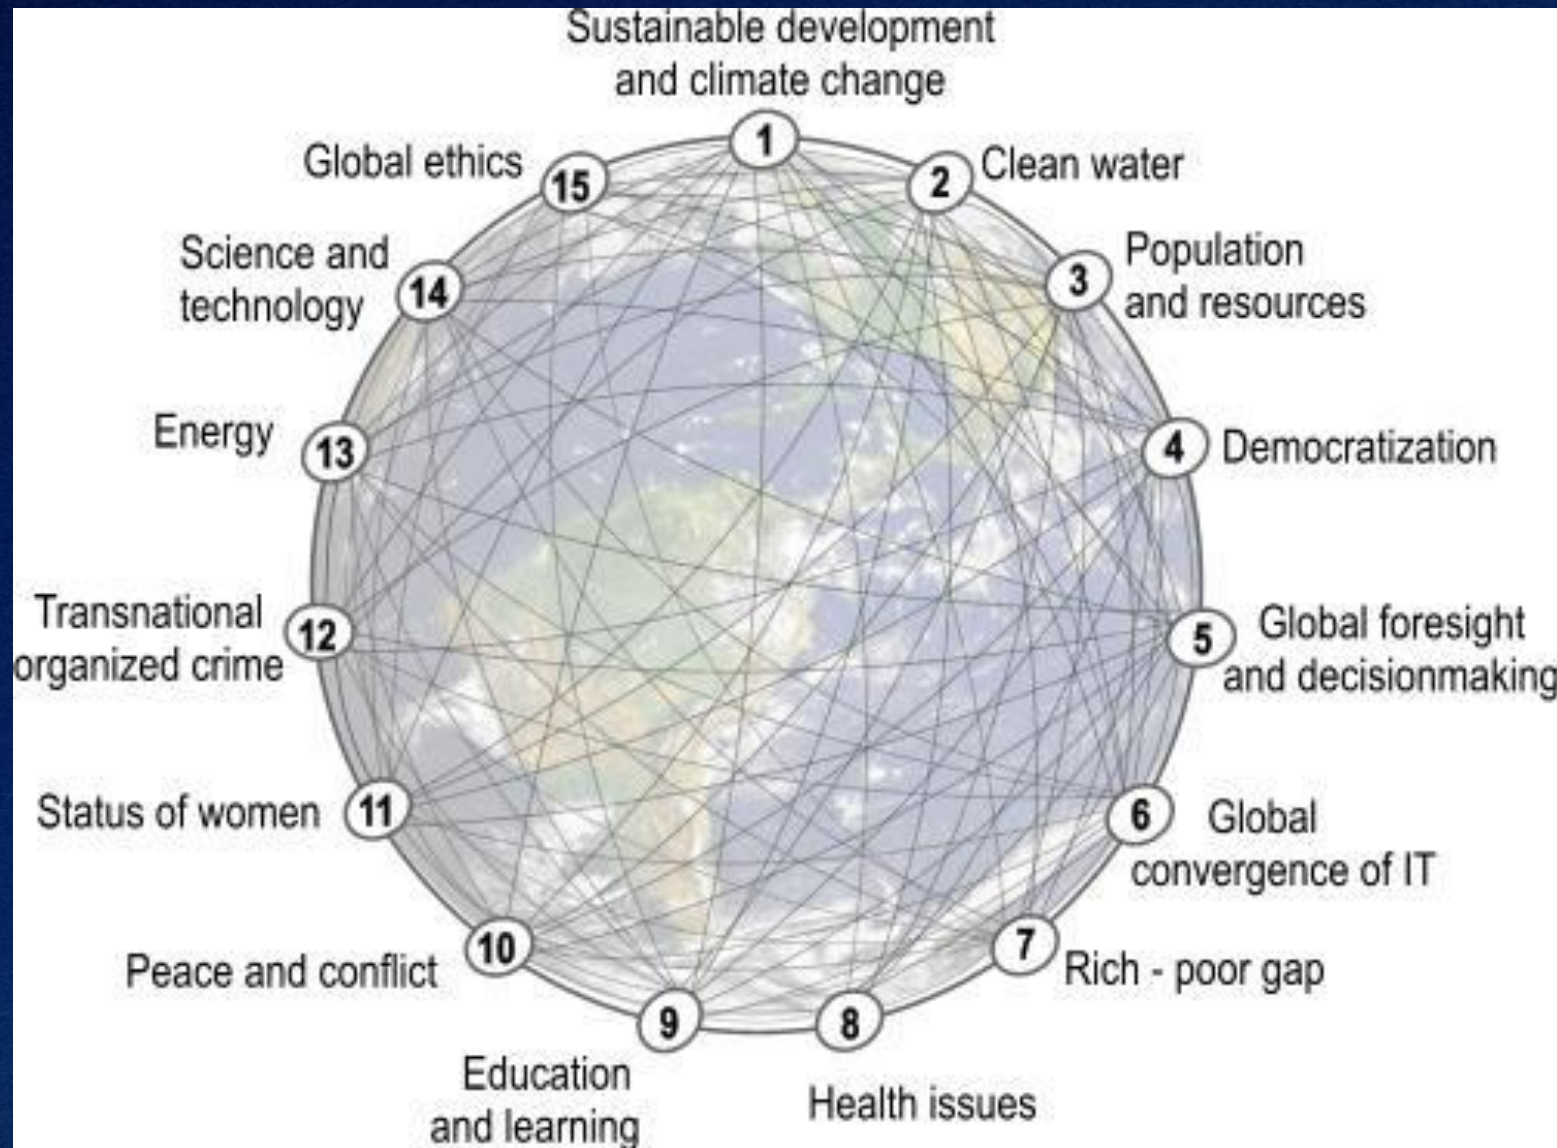 Sustainable development
and climate change
1
2
Clean water
3
Population
and resources
4
Democratization
5
Global foresight
and decisionmaking
6
Global
convergence of IT
7
Rich - poor gap
8
Health issues
9
Education
and learning
10
Peace and conflict
11
Status of women
12
Transnational
organized crime
13
Energy
14
Science and
technology
15
Global ethics